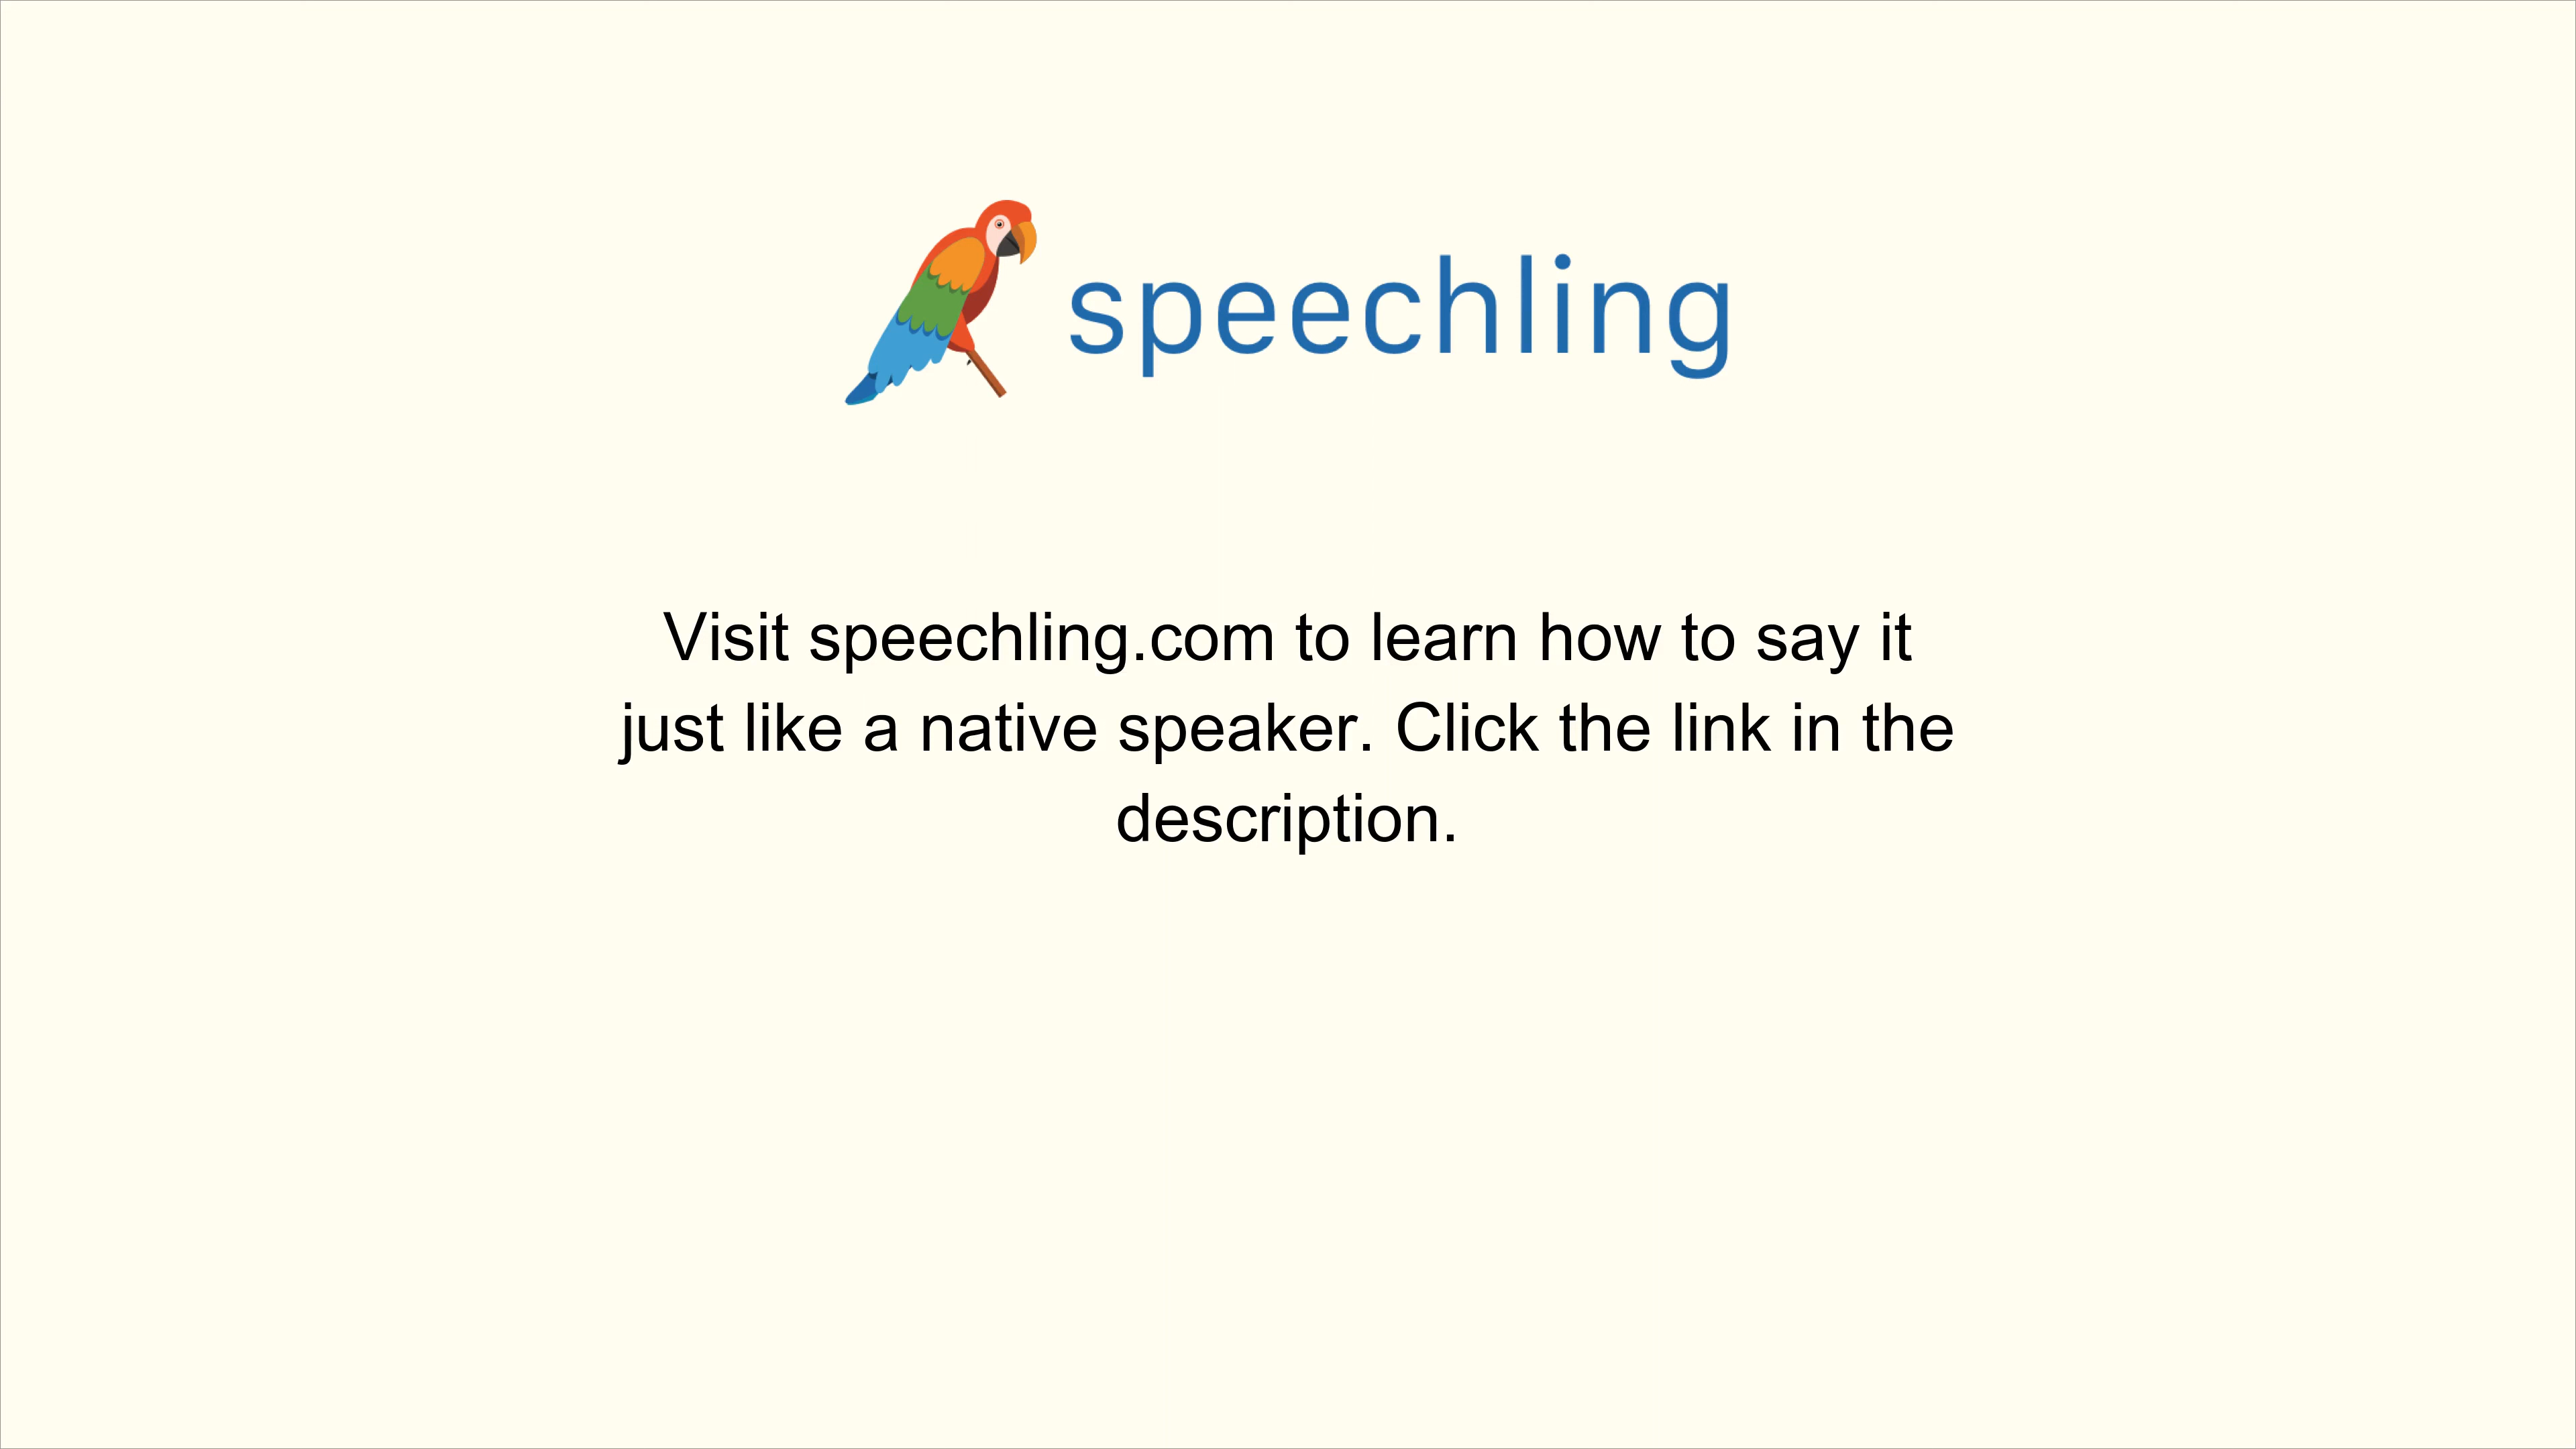 speechling
Visit speechling.com to learn how to say it
just like a native speaker. Click the link in the
description.